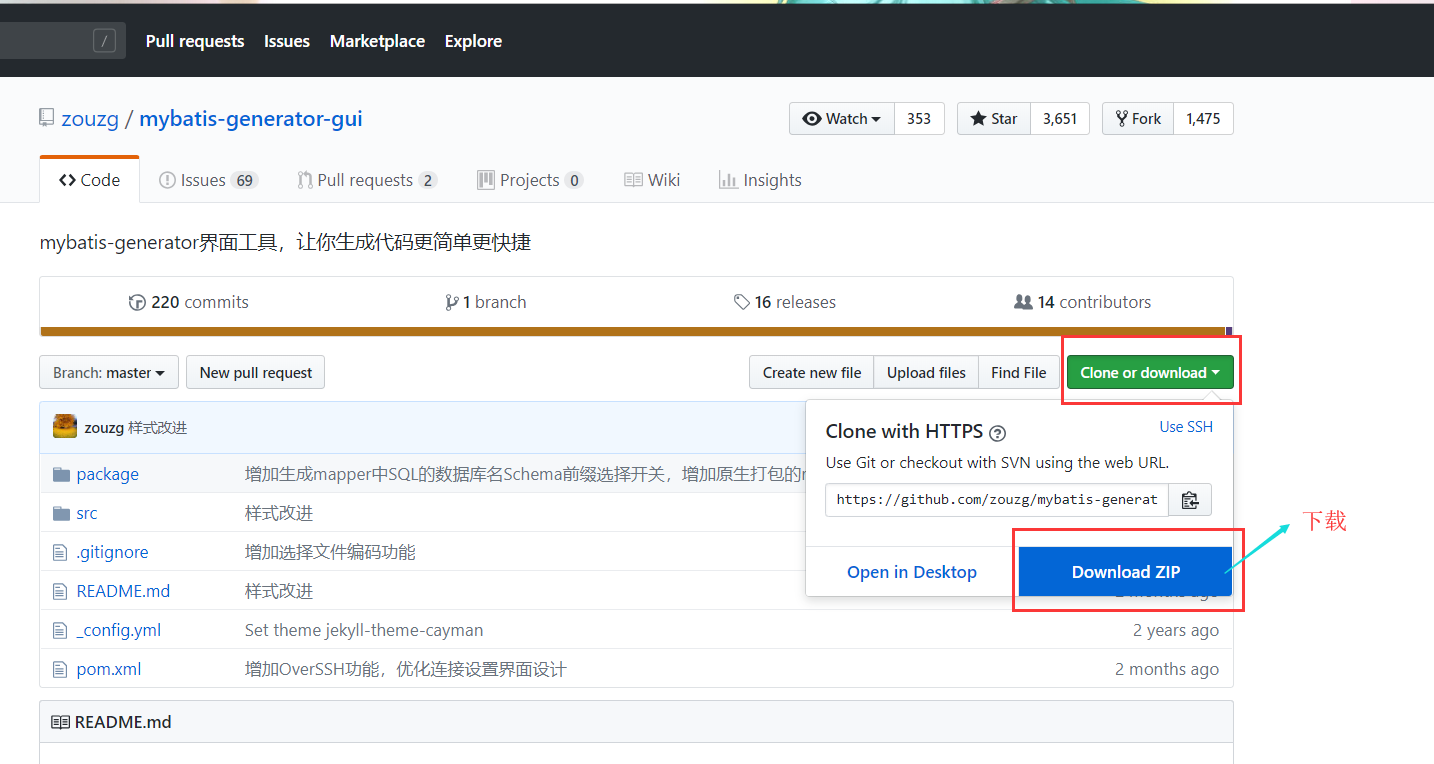 / Pull requests Issues Marketplace Explore
zouzg / mybatis-generator-gui Watch 353 Star 3,651 Fork 1,475
Code Issues 69 Pull requests 2 Projects 0 Wiki Insights
mybatis-generator界面工具，让你生成代码更简单更快捷
220 commits 1 branch 16 releases 14 contributors
Branch: master New pull request Create new file Upload files Find File Clone or download
zouzg 样式改进
Clone with HTTPS ? Use SSH
Use Git or checkout with SVN using the web URL.
package 增加生成mapper中SQL的数据库名Schema前缀选择开关，增加原生打包的
https://github.com/zouzg/mybatis-generat
src 样式改进
下载
.gitignore 增加选择文件编码功能
Open in Desktop Download ZIP
README.md 样式改进 2 months ago
_config.yml Set theme jekyll-theme-cayman 2 years ago
pom.xml 增加OverSSH功能，优化连接设置界面设计 2 months ago
README.md